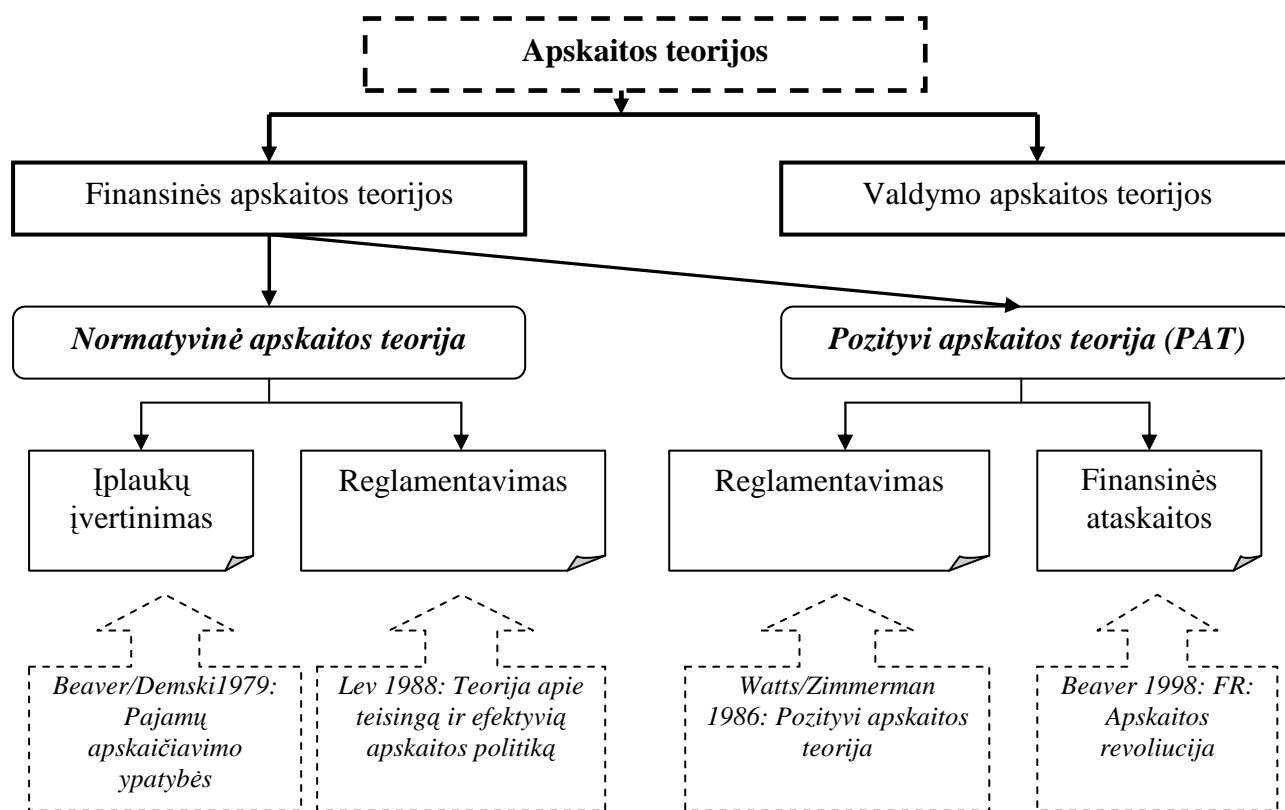 Apskaitos teorijos
Finansinės apskaitos teorijos
Valdymo apskaitos teorijos
Normatyvinė apskaitos teorija
Pozityvi apskaitos teorija (PAT)
Įplaukų
įvertinimas
Reglamentavimas
Reglamentavimas
Finansinės
ataskaitos
Beaver/Demski1979:
Pajamų
apskaičiavimo
ypatybės
Lev 1988: Teorija apie
teisingą ir efektyvią
apskaitos politiką
Watts/Zimmerman
1986: Pozityvi apskaitos
teorija
Beaver 1998: FR:
Apskaitos
revoliucija